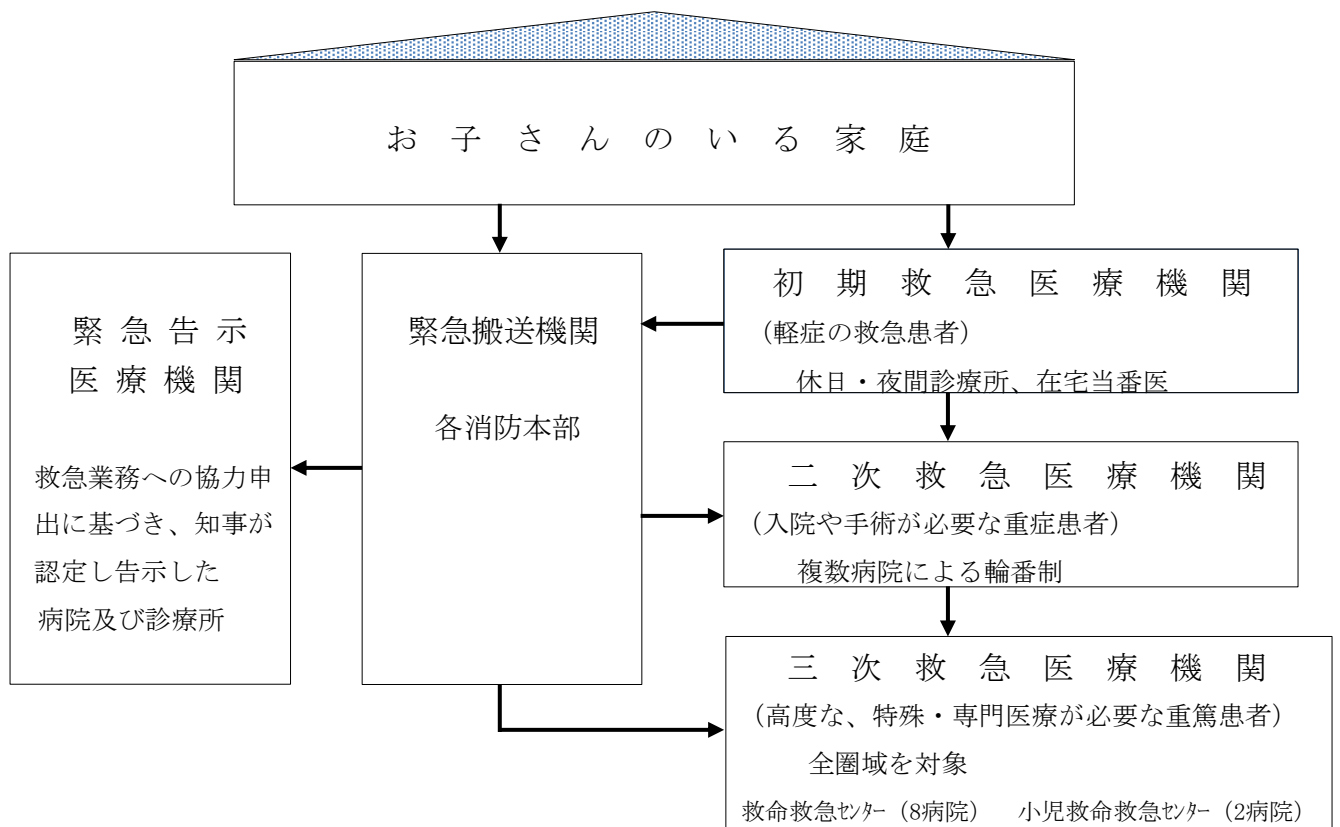 お子さんのいる家庭
緊急告示
医療機関
救急業務への協力申
出に基づき、知事が
認定し告示した
病院及び診療所
緊急搬送機関
各消防本部
初期救急医療機関
（軽症の救急患者）
休日・夜間診療所、在宅当番医
二次救急医療機関
（入院や手術が必要な重症患者）
複数病院による輪番制
三次救急医療機関
（高度な、特殊・専門医療が必要な重篤患者）
全圏域を対象
救命救急ｾﾝﾀｰ（8病院）　小児救命救急ｾﾝﾀｰ（2病院）